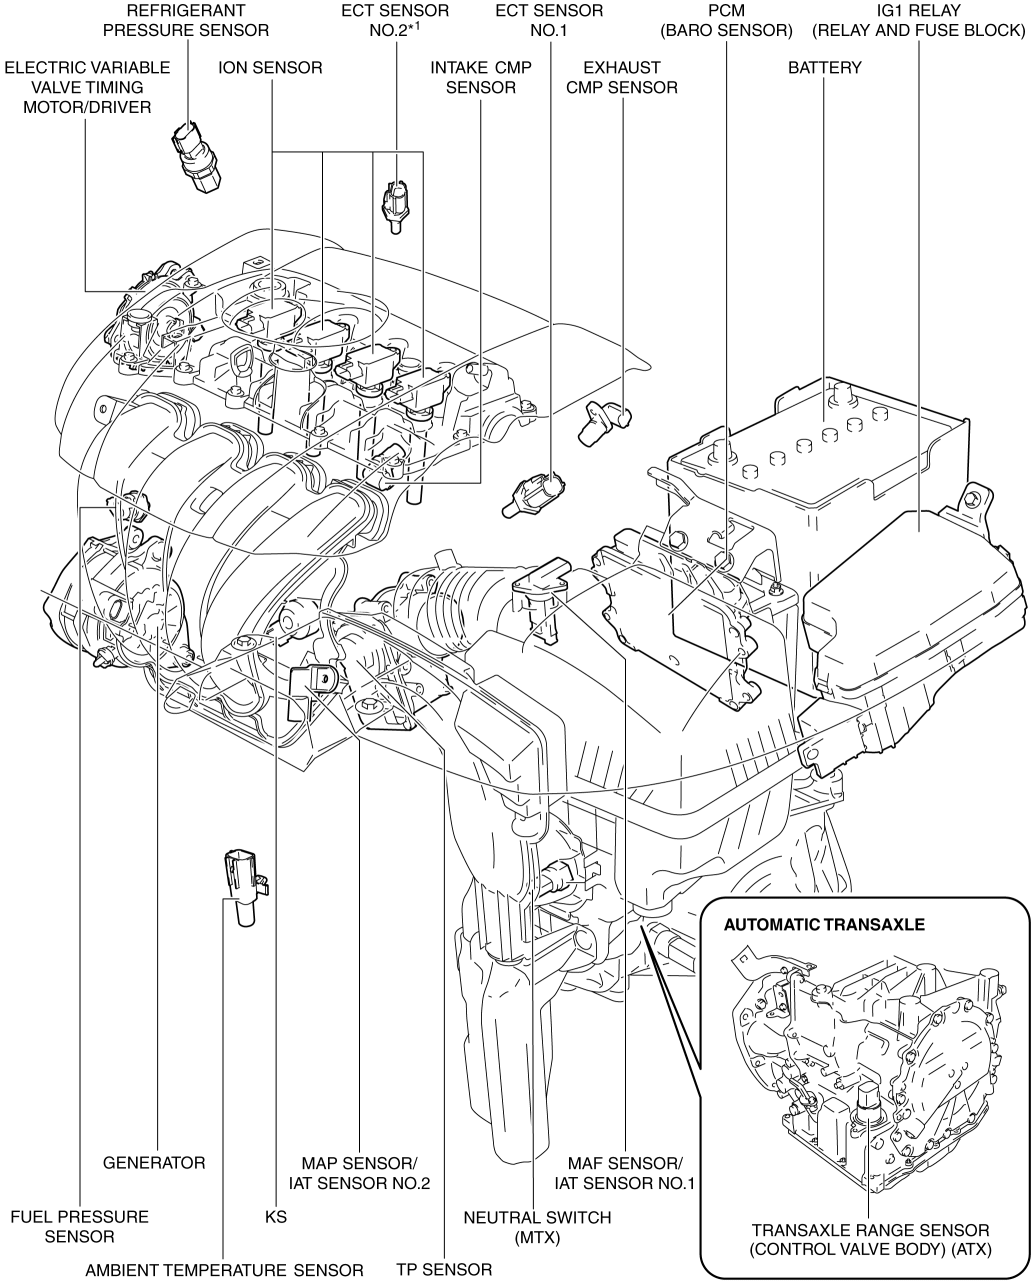 REFRIGERANT
PRESSURE SENSOR
ECT SENSOR
NO.2*1
ECT SENSOR
NO.1
PCM
(BARO SENSOR)
IG1 RELAY
(RELAY AND FUSE BLOCK)
ELECTRIC VARIABLE
VALVE TIMING
MOTOR/DRIVER
ION SENSOR
INTAKE CMP
SENSOR
EXHAUST
CMP SENSOR
BATTERY
AUTOMATIC TRANSAXLE
GENERATOR
MAP SENSOR/
IAT SENSOR NO.2
MAF SENSOR/
IAT SENSOR NO.1
FUEL PRESSURE
SENSOR
KS
NEUTRAL SWITCH
(MTX)
TRANSAXLE RANGE SENSOR
(CONTROL VALVE BODY) (ATX)
AMBIENT TEMPERATURE SENSOR
TP SENSOR